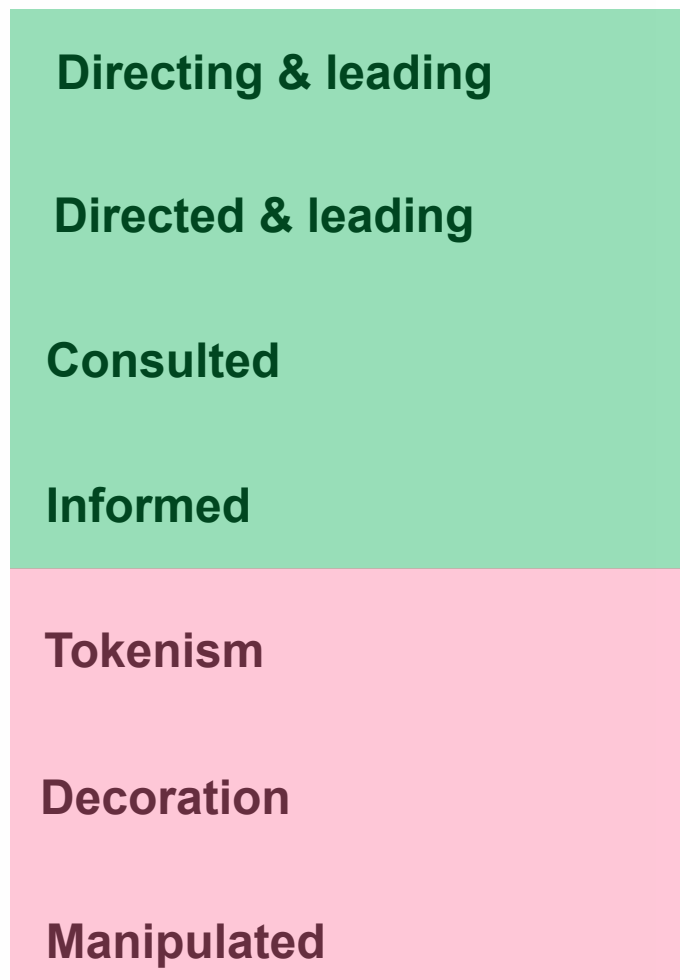 Directing & leading
Directed & leading
Consulted
Informed
Tokenism
Decoration
Manipulated